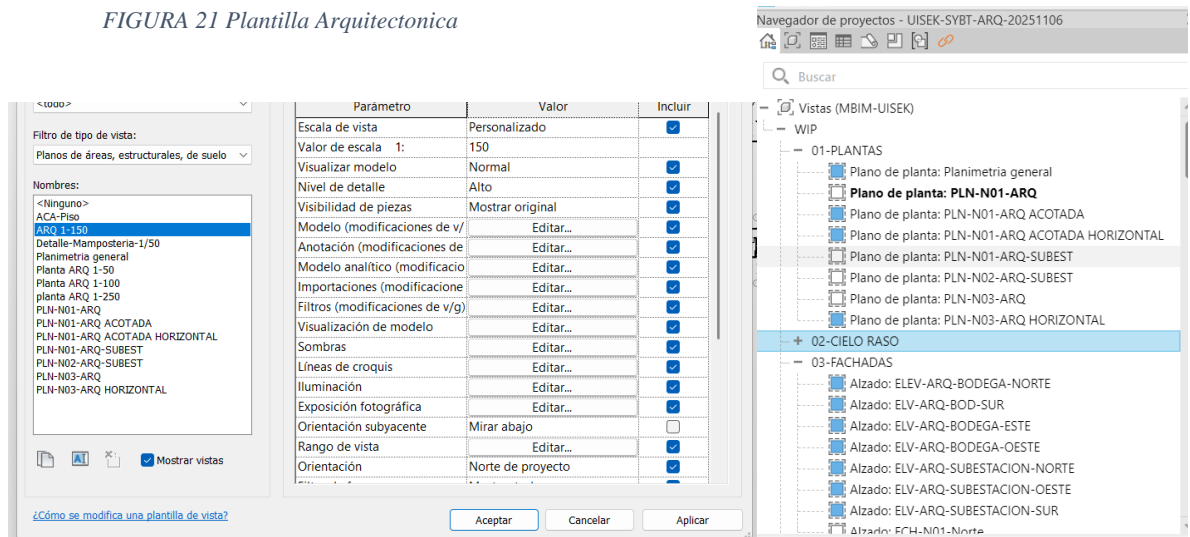 FIGURA 21 Plantilla Arquitectonica
<todo>
Filtro de tipo de vista:
Planos de áreas, estructurales, de suelo
Nombres:
<Ninguno>
ACA-Piso
ARQ 1-150
Detalle-Mamposteria-1/50
Planimetria general
Planta ARQ 1-50
Planta ARQ 1-100
planta ARQ 1-250
PLN-N01-ARQ
PLN-N01-ARQ ACOTADA
PLN-N01-ARQ ACOTADA HORIZONTAL
PLN-N01-ARQ-SUBEST
PLN-N02-ARQ-SUBEST
PLN-N03-ARQ
PLN-N03-ARQ HORIZONTAL
Mostrar vistas
¿Cómo se modifica una plantilla de vista?
Parámetro Valor Incluir
Escala de vista Personalizado
Valor de escala 1: 150
Visualizar modelo Normal
Nivel de detalle Alto
Visibilidad de piezas Mostrar original
Modelo (modificaciones de v/ Editar...
Anotación (modificaciones de Editar...
Modelo analítico (modificacio Editar...
Importaciones (modificacione Editar...
Filtros (modificaciones de v/g) Editar...
Visualización de modelo Editar...
Sombras Editar...
Líneas de croquis Editar...
Iluminación Editar...
Exposición fotográfica Editar...
Orientación subyacente Mirar abajo
Rango de vista Editar...
Orientación Norte de proyecto
Aceptar Cancelar Aplicar
Navegador de proyectos - UISEK-SYBT-ARQ-20251106
Buscar
Vistas (MBIM-UISEK)
WIP
01-PLANTAS
Plano de planta: Planimetria general
Plano de planta: PLN-N01-ARQ
Plano de planta: PLN-N01-ARQ ACOTADA
Plano de planta: PLN-N01-ARQ ACOTADA HORIZONTAL
Plano de planta: PLN-N01-ARQ-SUBEST
Plano de planta: PLN-N02-ARQ-SUBEST
Plano de planta: PLN-N03-ARQ
Plano de planta: PLN-N03-ARQ HORIZONTAL
02-CIELO RASO
03-FACHADAS
Alzado: ELEV-ARQ-BODEGA-NORTE
Alzado: ELV-ARQ-BOD-SUR
Alzado: ELV-ARQ-BODEGA-ESTE
Alzado: ELV-ARQ-BODEGA-OESTE
Alzado: ELV-ARQ-SUBESTACION-NORTE
Alzado: ELV-ARQ-SUBESTACION-OESTE
Alzado: ELV-ARQ-SUBESTACION-SUR
Alzado: FCH-N01-Norte